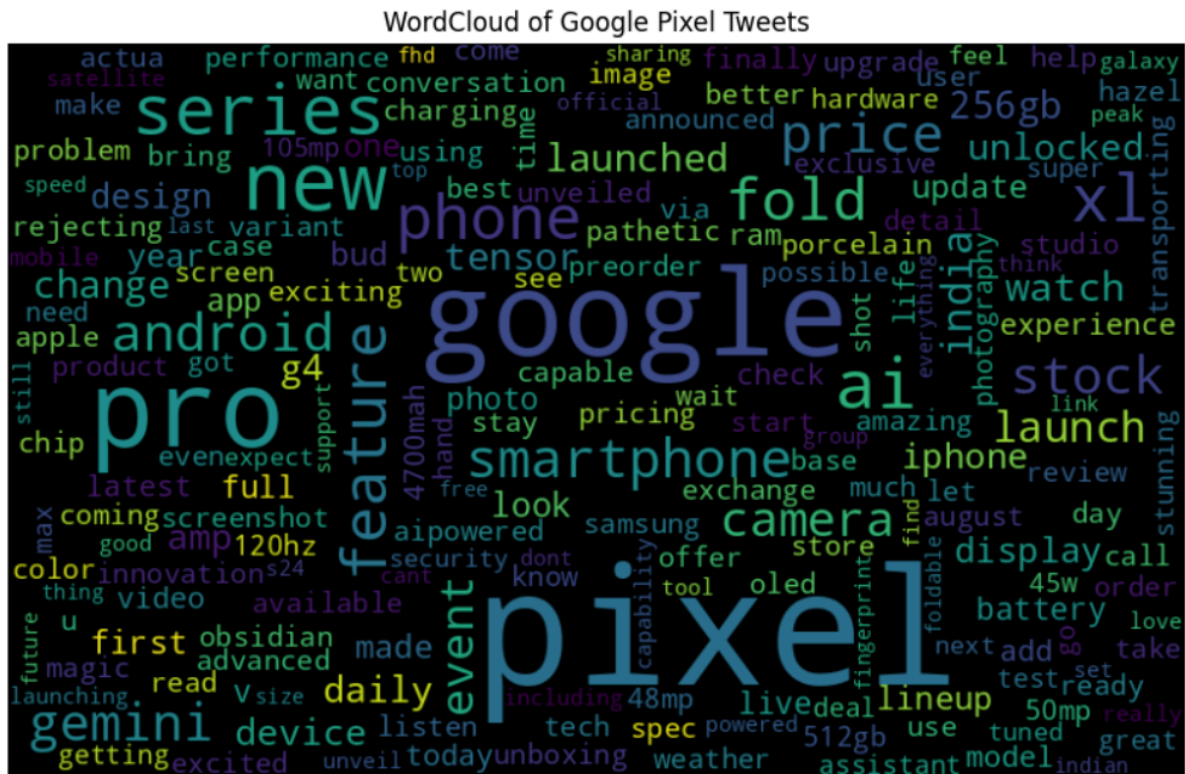 WordCloud of Google Pixel Tweets
actua performance fhd come sharing finally upgrade feel help galaxy
satellite want conversation image user
make series charging official better hardware 256gb hazel
announced price peak
problem bring 105mp one using time launched exclusive unlocked transporting
speed new top best unveiled super xl
design phone via fold update
rejecting last variant pathetic ram detail
mobile year case bud tensor porcelain india studio
screen two see preorder possible photography think
change app exciting google life everything watch
need android shot experience
apple feature
product got g4 capable check ai stock
still pro support 4700mah photo wait link
hand stay pricing start amazing launch
chip even expect group stunning
smartphone base iphone review
latest full free exchange much let
coming screenshot look camera find august day
max good amp 120hz aipowered samsung store
security dont offer display call
color innovation s24 cant know capability tool oled fingerprint foldable 45w order
thing video available event pixel battery love
u first obsidian made next add go take
future magic advanced test set ready
read v size daily including 48mp live deal lineup
launching 50mp really
gemini device listen tech spec powered 512gb use tuned great
getting excited unveil today unboxing weather assistant model indian